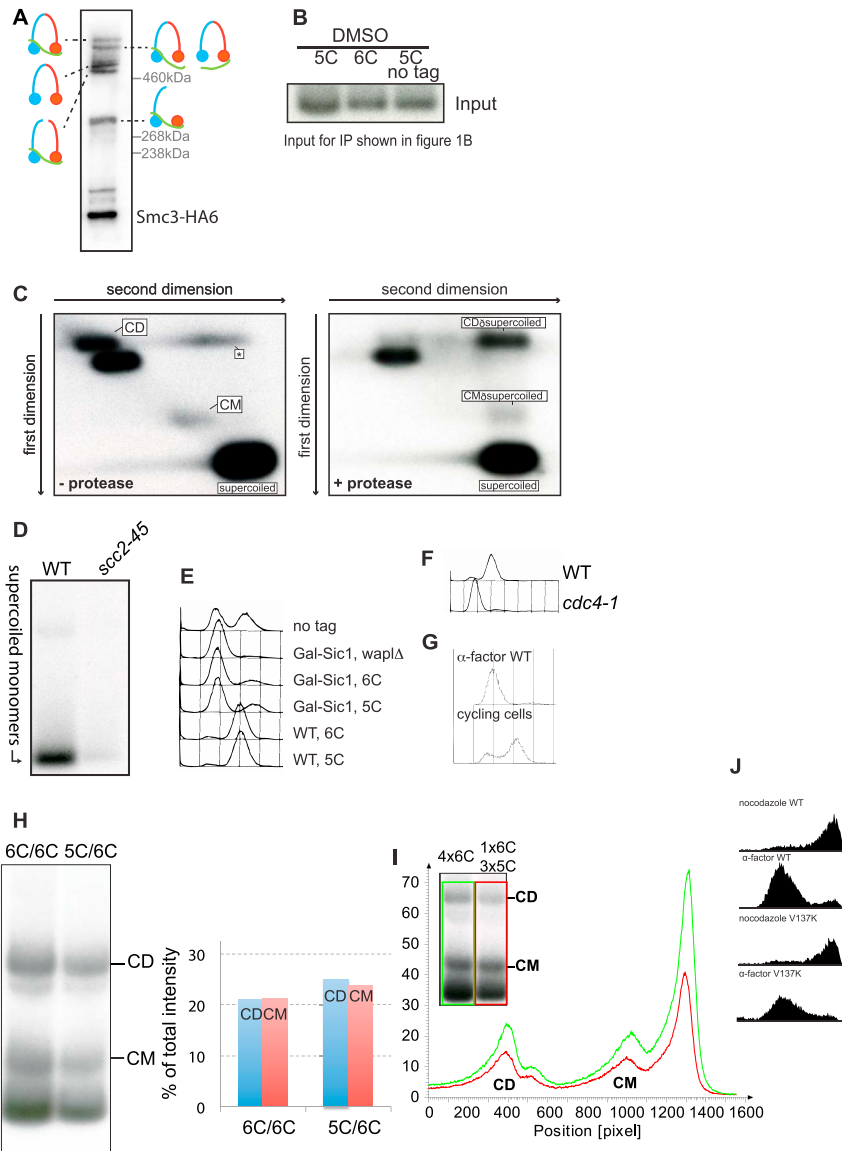 A
460kDa
268kDa
238kDa
Smc3-HA6
B
DMSO
5C 6C 5C
no tag
Input
Input for IP shown in figure 1B
C
second dimension
first dimension
CD
*
CM
- protease
supercoiled
second dimension
first dimension
CDδsupercoiled
CMδsupercoiled
+ protease
supercoiled
D
WT scc2-45
supercoiled monomers
E
no tag
Gal-Sic1, waplΔ
Gal-Sic1, 6C
Gal-Sic1, 5C
WT, 6C
WT, 5C
F
WT
cdc4-1
G
α-factor WT
cycling cells
H
6C/6C 5C/6C
CD
CM
% of total intensity
30
20
10
0
CD CM
CD CM
6C/6C 5C/6C
I
4x6C
1x6C
3x5C
CD
CM
70
60
50
40
30
20
10
0
CD
CM
0 200 400 600 800 1000 1200 1400 1600
Position [pixel]
J
nocodazole WT
α-factor WT
nocodazole V137K
α-factor V137K